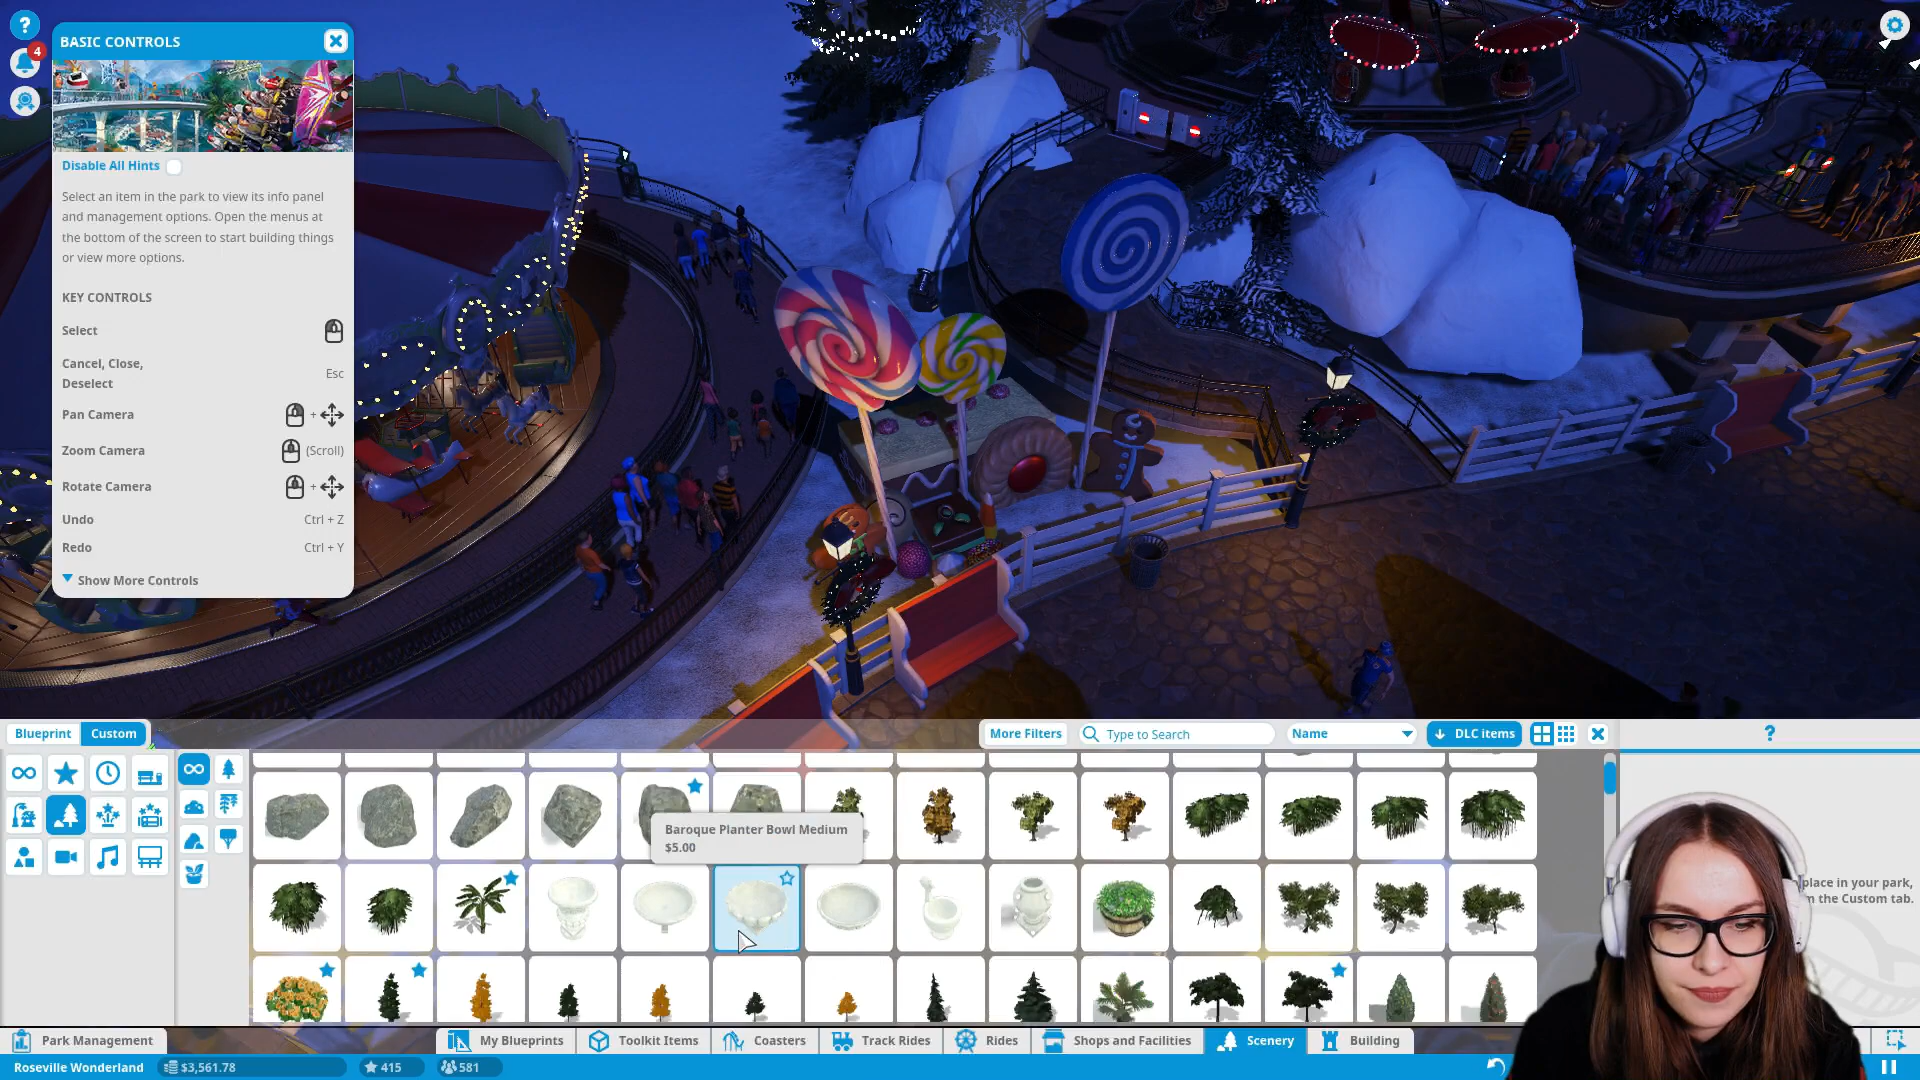 ?
4
BASIC CONTROLS
Disable All Hints
Select an item in the park to view its info panel
and management options. Open the menus at
the bottom of the screen to start building things
or view more options.
KEY CONTROLS
Select
Cancel, Close,
Deselect
Esc
Pan Camera
+
Zoom Camera
(Scroll)
Rotate Camera
+
Undo
Ctrl + Z
Redo
Ctrl + Y
Show More Controls
Blueprint
Custom
More Filters
Type to Search
Name
DLC items
?
Baroque Planter Bowl Medium
$5.00
place in your park,
the Custom tab.
Park Management
My Blueprints
Toolkit Items
Coasters
Track Rides
Rides
Shops and Facilities
Scenery
Building
Roseville Wonderland
$3,561.78
415
581